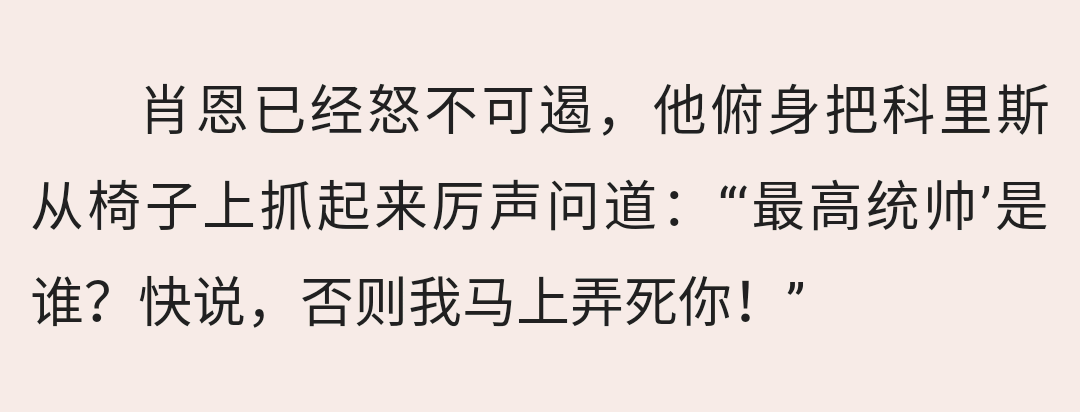 肖恩已经怒不可遏，他俯身把科里斯
从椅子上抓起来厉声问道：“‘最高统帅’是
谁？快说，否则我马上弄死你！”